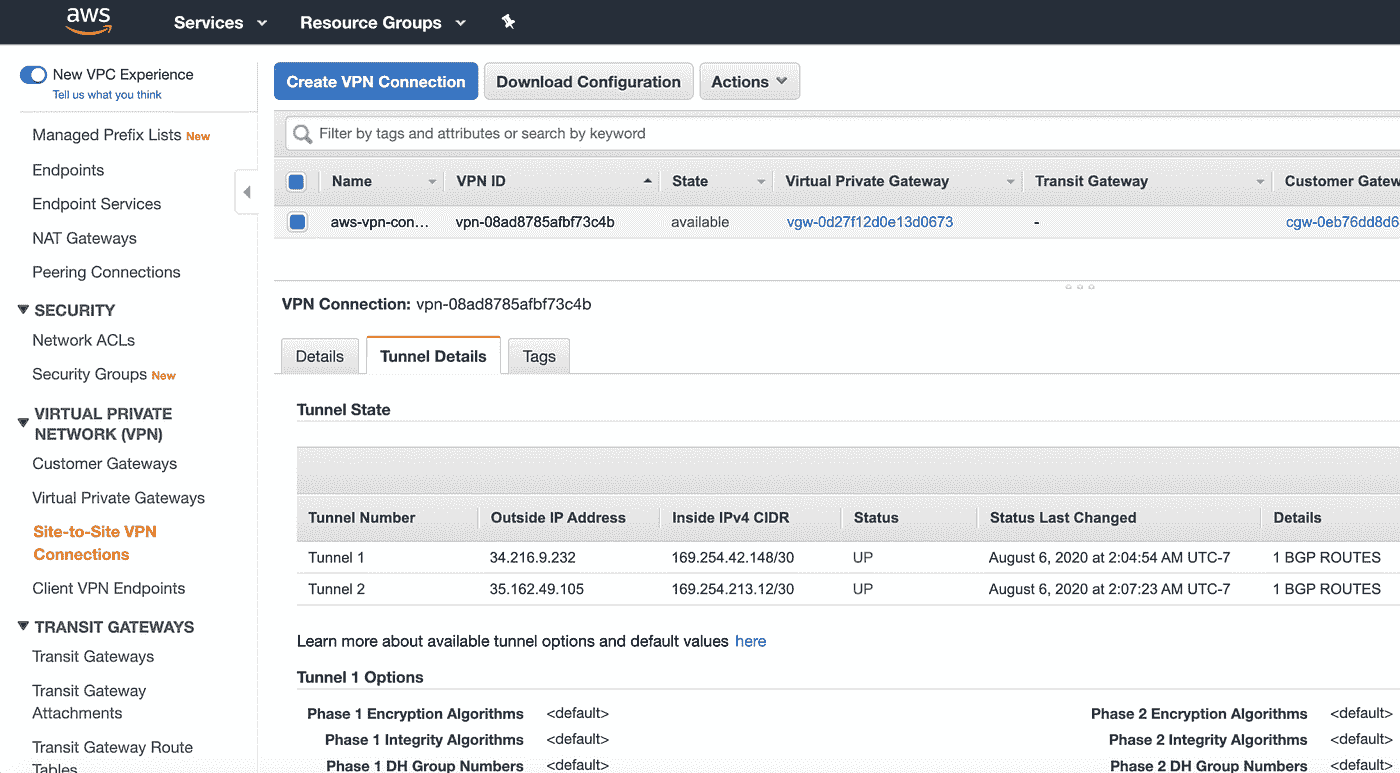 aws
Services
Resource Groups
New VPC Experience
Tell us what you think
Managed Prefix Lists New
Endpoints
Endpoint Services
NAT Gateways
Peering Connections
SECURITY
Network ACLs
Security Groups New
VIRTUAL PRIVATE
NETWORK (VPN)
Customer Gateways
Virtual Private Gateways
Site-to-Site VPN
Connections
Client VPN Endpoints
TRANSIT GATEWAYS
Transit Gateways
Transit Gateway
Attachments
Transit Gateway Route
Tables
Create VPN Connection Download Configuration Actions
Filter by tags and attributes or search by keyword
Name VPN ID State Virtual Private Gateway Transit Gateway Customer Gatew
aws-vpn-con... vpn-08ad8785afbf73c4b available vgw-0d27f12d0e13d0673 - cgw-0eb76dd8d6
VPN Connection: vpn-08ad8785afbf73c4b
Details Tunnel Details Tags
Tunnel State
Tunnel Number Outside IP Address Inside IPv4 CIDR Status Status Last Changed Details
Tunnel 1 34.216.9.232 169.254.42.148/30 UP August 6, 2020 at 2:04:54 AM UTC-7 1 BGP ROUTES
Tunnel 2 35.162.49.105 169.254.213.12/30 UP August 6, 2020 at 2:07:23 AM UTC-7 1 BGP ROUTES
Learn more about available tunnel options and default values here
Tunnel 1 Options
Phase 1 Encryption Algorithms <default> Phase 2 Encryption Algorithms <default>
Phase 1 Integrity Algorithms <default> Phase 2 Integrity Algorithms <default>
Phase 1 DH Group Numbers <default> Phase 2 DH Group Numbers <default>